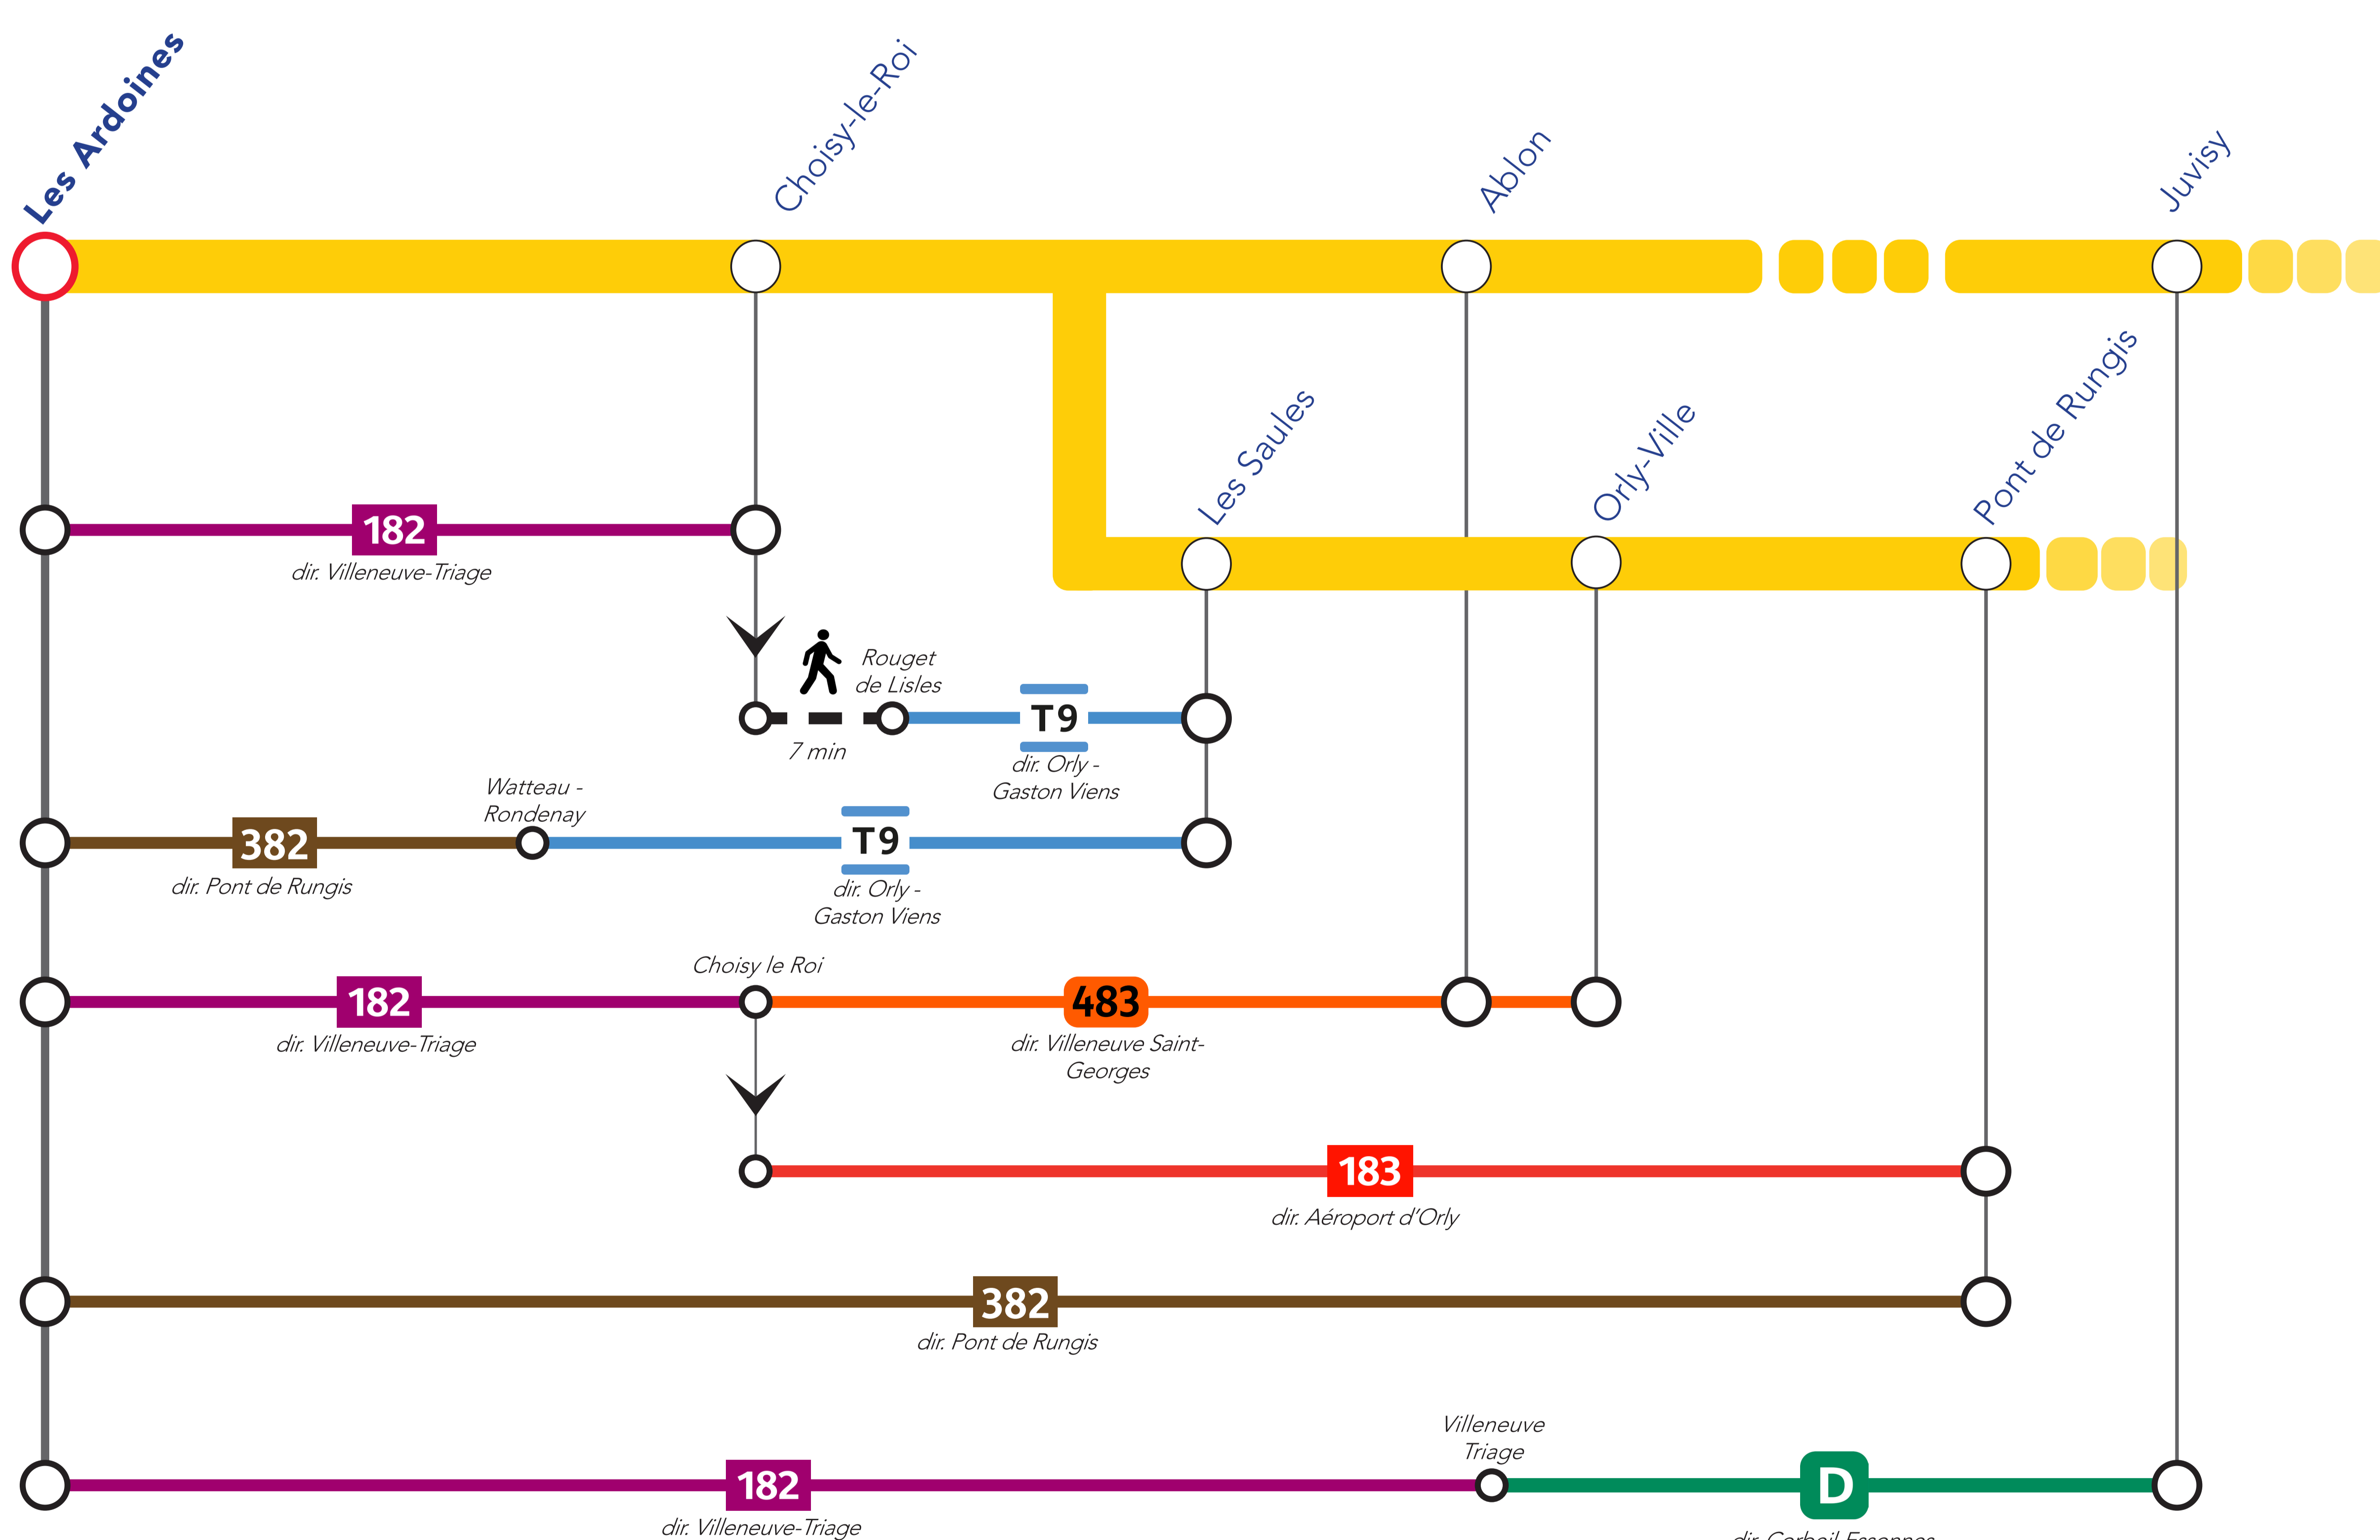 Les Ardoines
Choisy-le-Roi
Ablon
Juvisy
Les Saules
Orly-Ville
Pont de Rungis
182
dir. Villeneuve-Triage
Rouget
de Lisles
7 min
T9
dir. Orly -
Gaston Viens
Watteau -
Rondenay
382
dir. Pont de Rungis
T9
dir. Orly -
Gaston Viens
Choisy le Roi
182
dir. Villeneuve-Triage
483
dir. Villeneuve Saint-
Georges
183
dir. Aéroport d'Orly
382
dir. Pont de Rungis
Villeneuve
Triage
182
dir. Villeneuve-Triage
D
dir. Corbeil-Essonnes